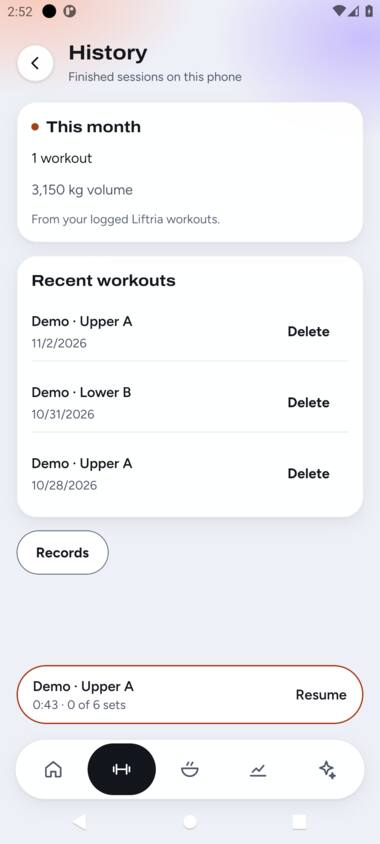 2:52
History
Finished sessions on this phone
This month
1 workout
3,150 kg volume
From your logged Liftria workouts.
Recent workouts
Demo · Upper A
11/2/2026
Delete
Demo · Lower B
10/31/2026
Delete
Demo · Upper A
10/28/2026
Delete
Records
Demo · Upper A
0:43 · 0 of 6 sets
Resume